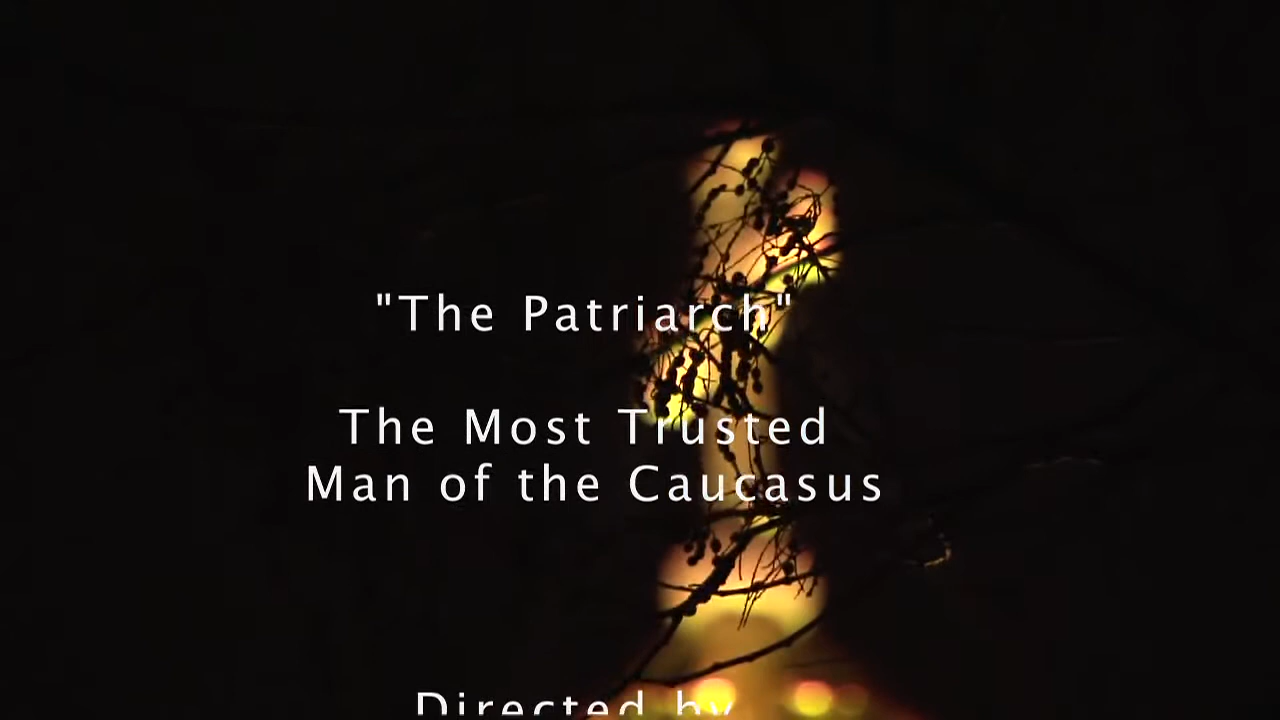 "The Patriarch"
The Most Trusted
Man of the Caucasus
Directed by